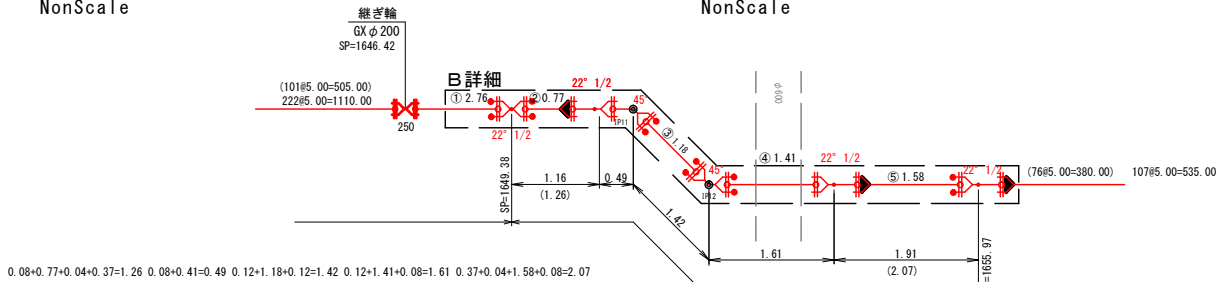 NonScale
NonScale
継ぎ輪
GXφ200
SP=1646.42
(101@5.00=505.00)
222@5.00=1110.00
250
B詳細
① 2.76
22° 1/2
②0.77
22° 1/2
IP11
45°
③ 1.18
45°
IP12
φ600
④ 1.41
22° 1/2
⑤ 1.58
22° 1/2
(76@5.00=380.00)
107@5.00=535.00
SP=1649.38
1.16
(1.26)
0.49
1.42
1.61
1.91
(2.07)
=1655.97
0.08+0.77+0.04+0.37=1.26 0.08+0.41=0.49 0.12+1.18+0.12=1.42 0.12+1.41+0.08=1.61 0.37+0.04+1.58+0.08=2.07